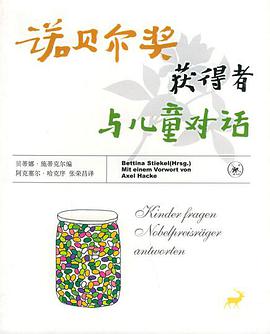 诺贝尔奖
获得者
与儿童对话
贝蒂娜·施蒂克尔编
阿克塞尔·哈克序 张荣昌译
Bettina Stiekel(Hrsg.)
Mit einem Vorwort von
Axel Hacke
Kinder fragen
Nobelpreisräger
antworten